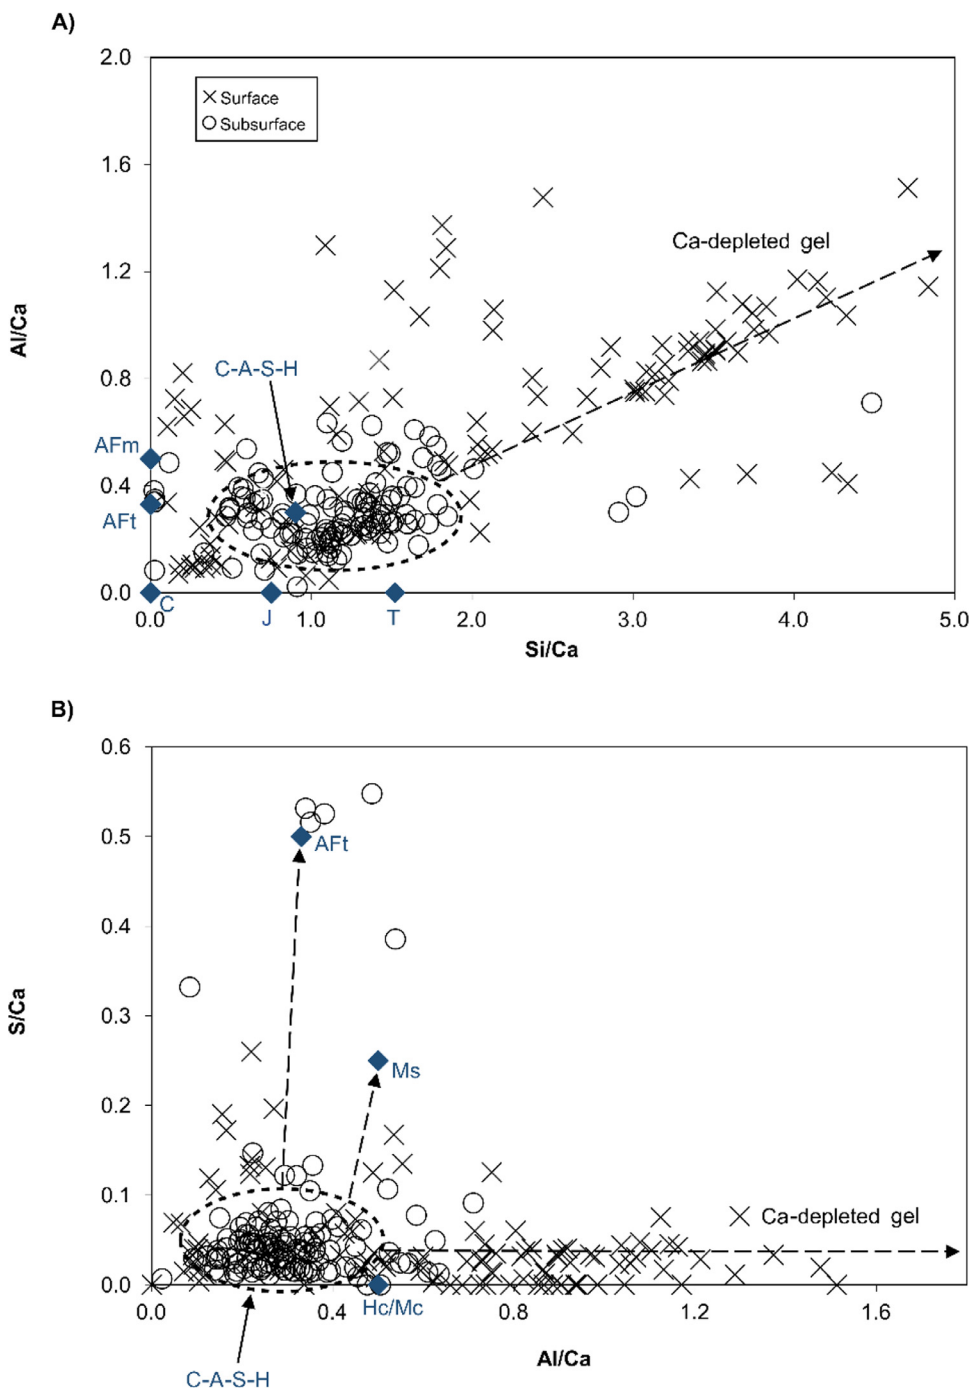 A)
2.0
Surface
Subsurface
1.6
Ca-depleted gel
1.2
Al/Ca
0.8
C-A-S-H
AFm
0.4
AFt
0.0
C
J
T
0.0 1.0 2.0 3.0 4.0 5.0
Si/Ca
B)
0.6
0.5
AFt
0.4
S/Ca
0.3
Ms
0.2
0.1
Ca-depleted gel
0.0
Hc/Mc
0.0 0.4 0.8 1.2 1.6
Al/Ca
C-A-S-H